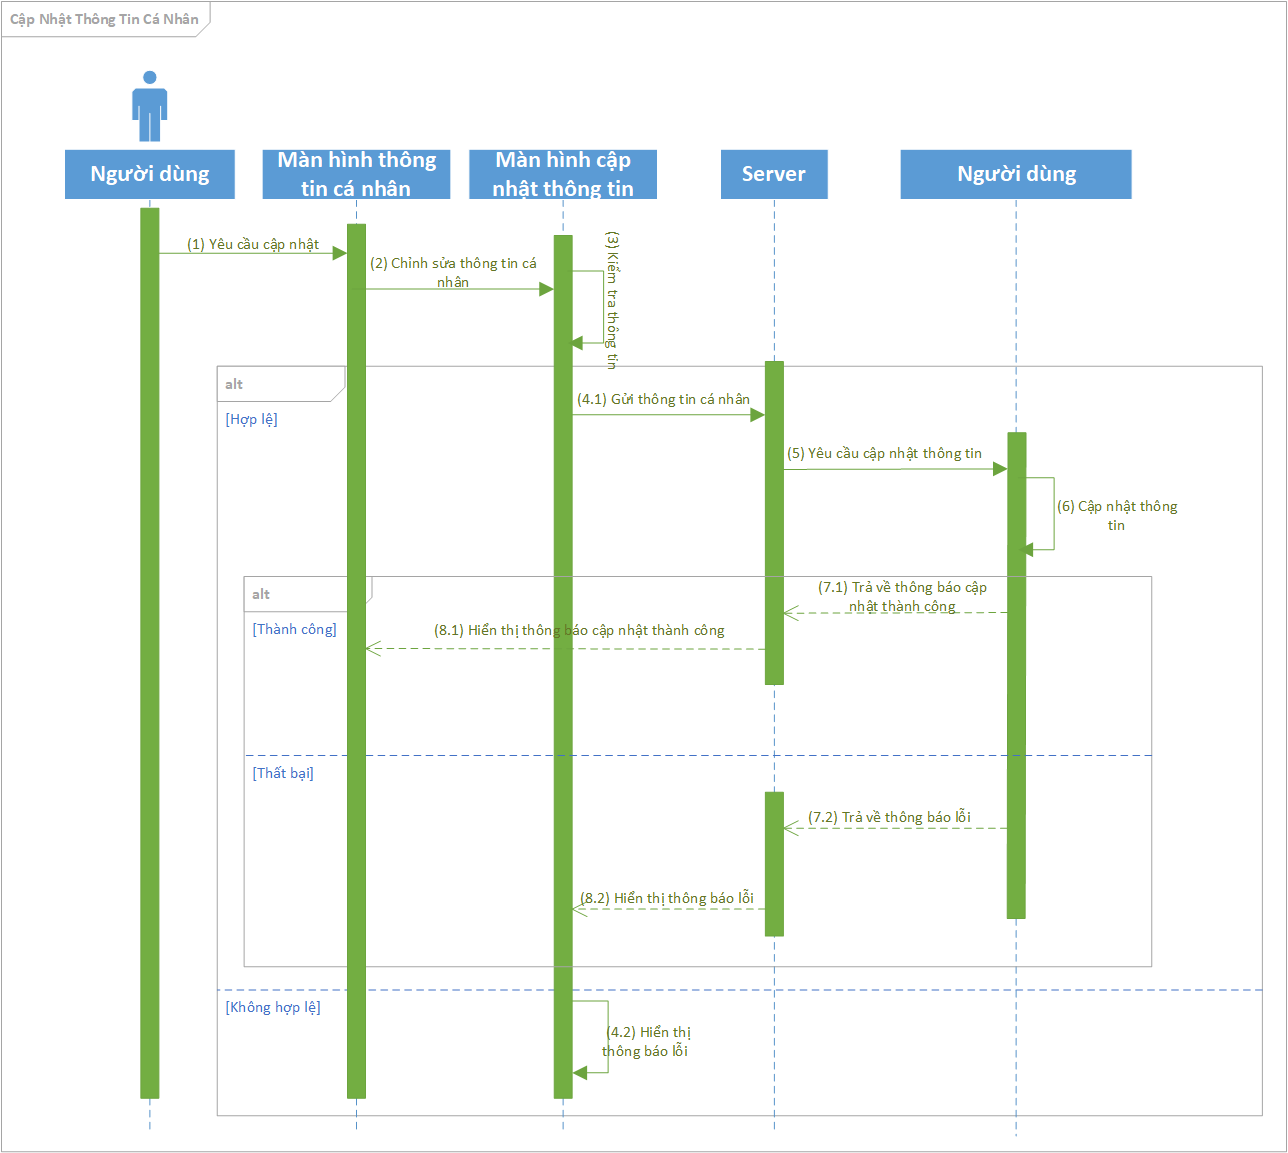 Cập Nhật Thông Tin Cá Nhân
Người dùng
Màn hình thông
tin cá nhân
Màn hình cập
nhật thông tin
Server
Người dùng
(1) Yêu cầu cập nhật
(2) Chỉnh sửa thông tin cá
nhân
(3) Kiểm tra thông tin
alt
[Hợp lệ]
(4.1) Gửi thông tin cá nhân
(5) Yêu cầu cập nhật thông tin
(6) Cập nhật thông
tin
alt
[Thành công]
(7.1) Trả về thông báo cập
nhật thành công
(8.1) Hiển thị thông báo cập nhật thành công
[Thất bại]
(7.2) Trả về thông báo lỗi
(8.2) Hiển thị thông báo lỗi
[Không hợp lệ]
(4.2) Hiển thị
thông báo lỗi